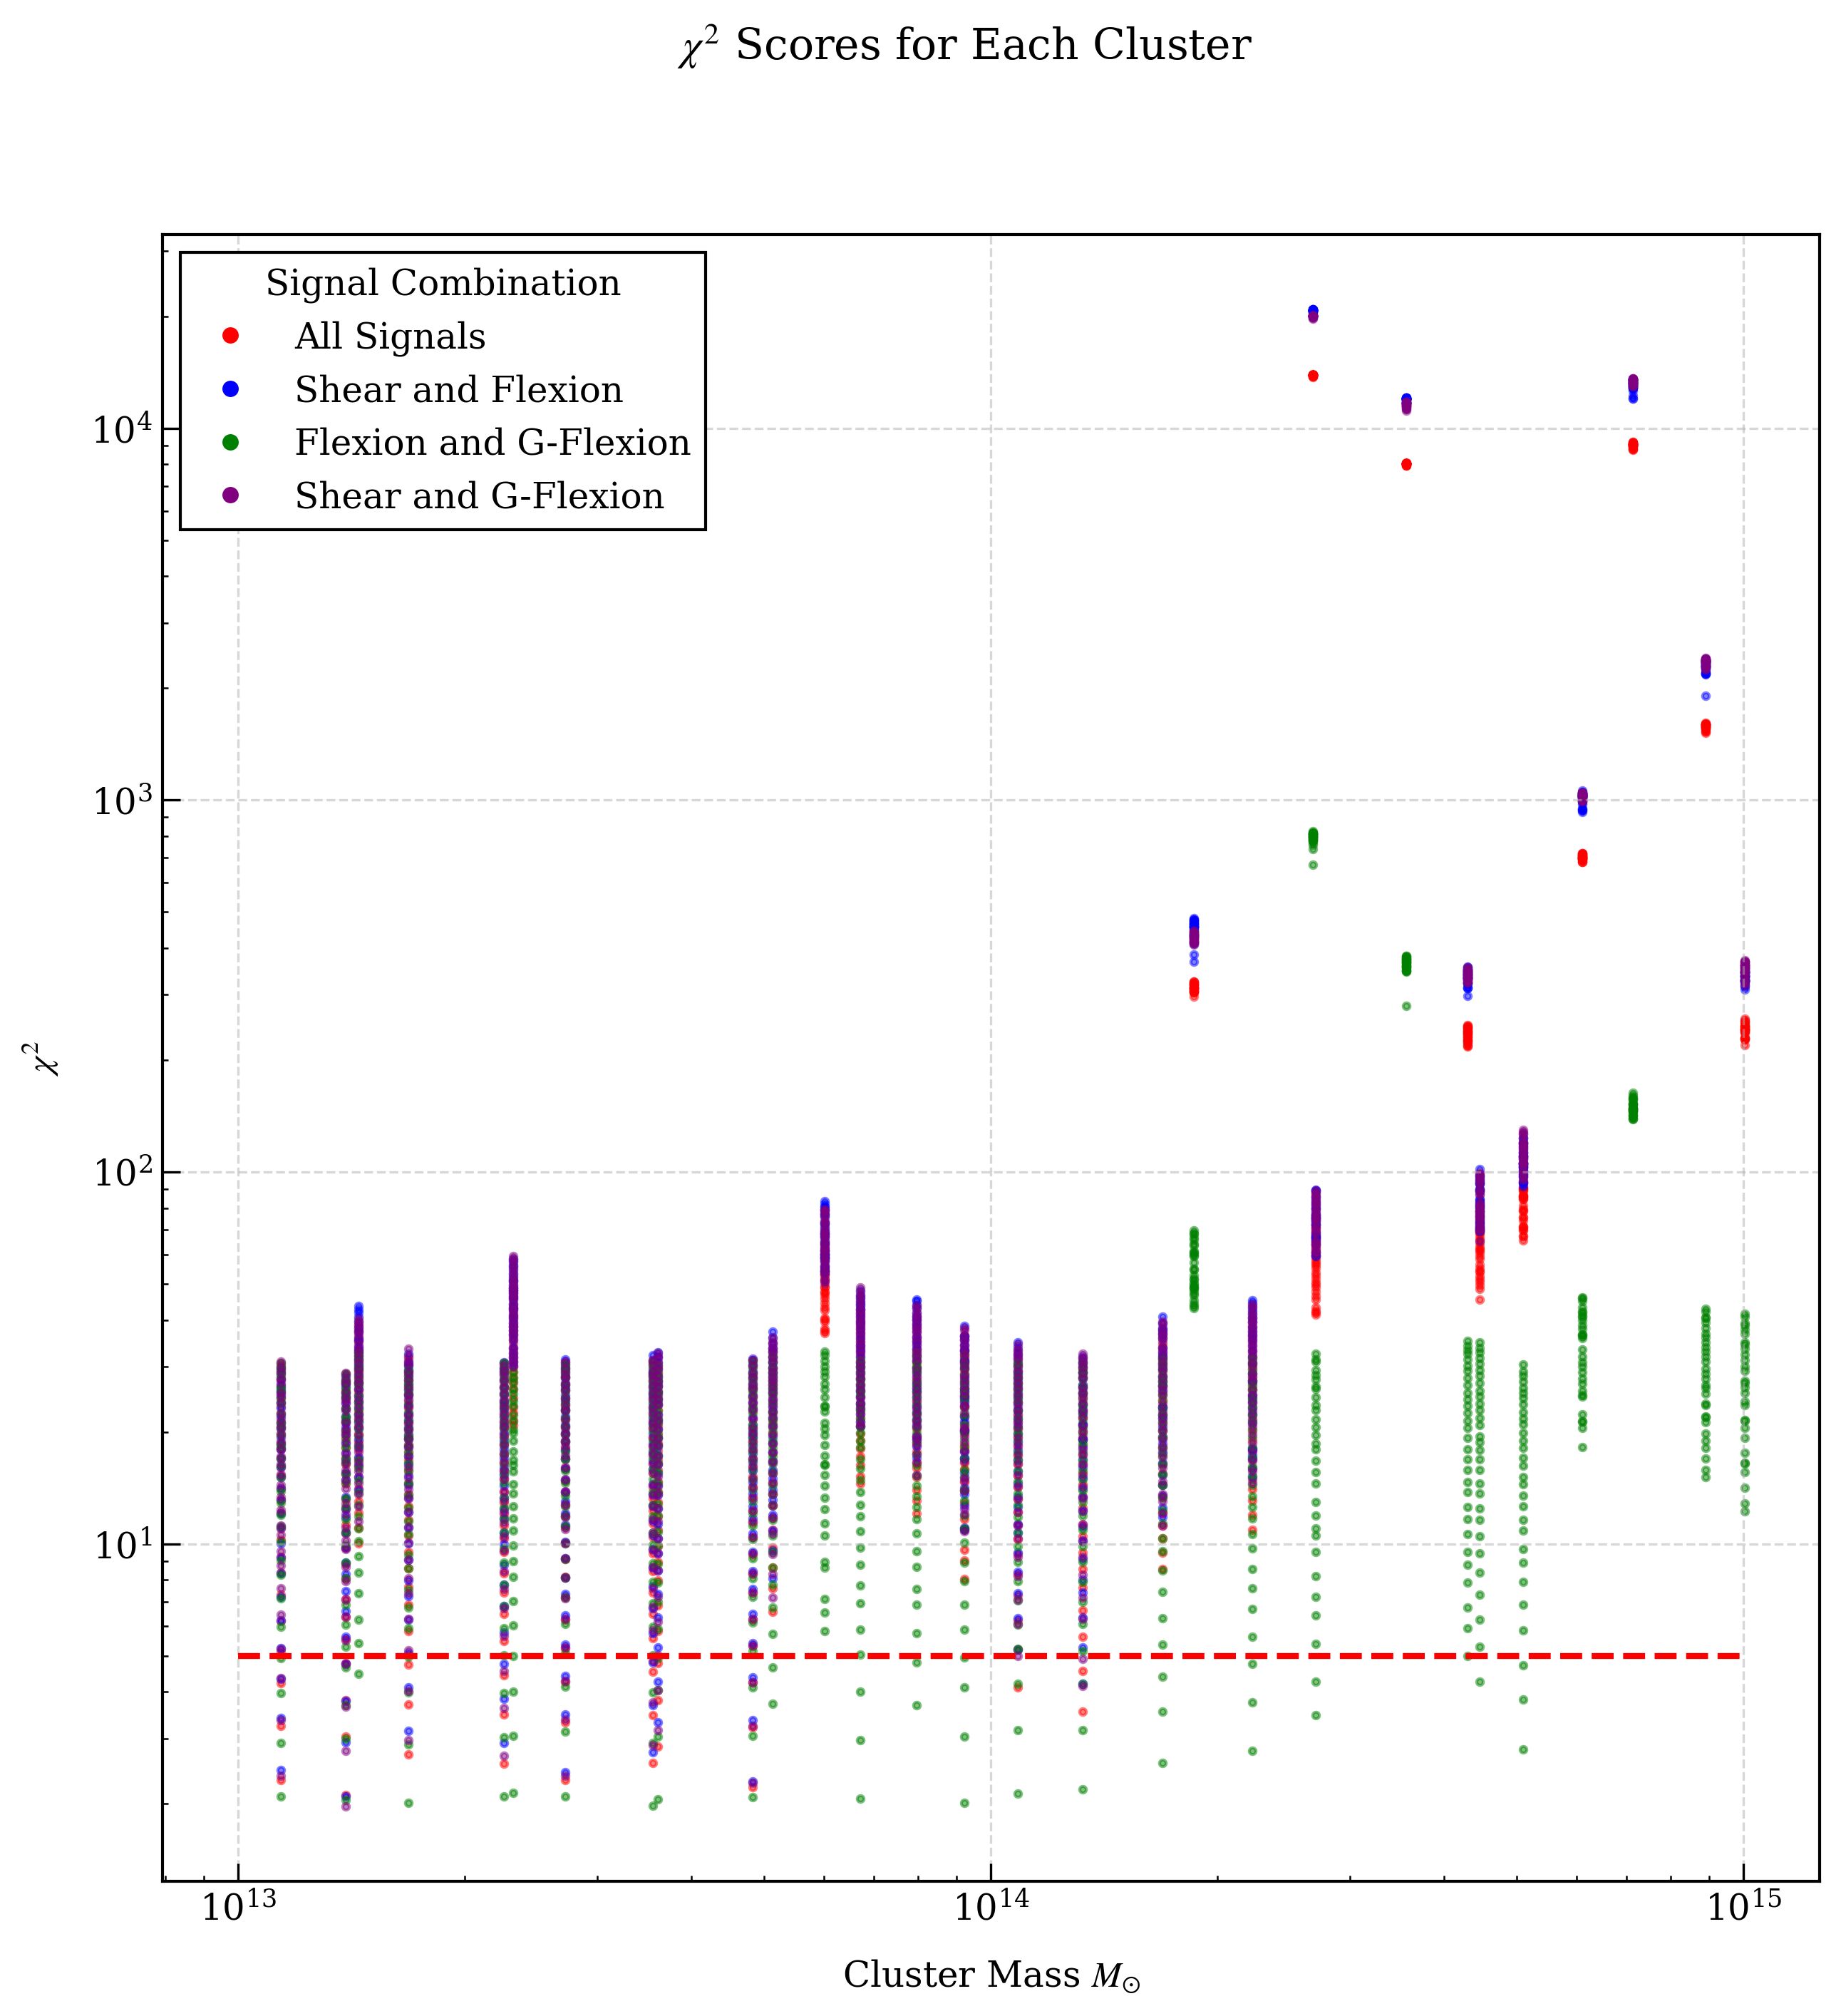 χ² Scores for Each Cluster
Signal Combination
All Signals
Shear and Flexion
Flexion and G-Flexion
Shear and G-Flexion
10⁴
10³
10²
10¹
χ²
10¹³
10¹⁴
10¹⁵
Cluster Mass M⊙